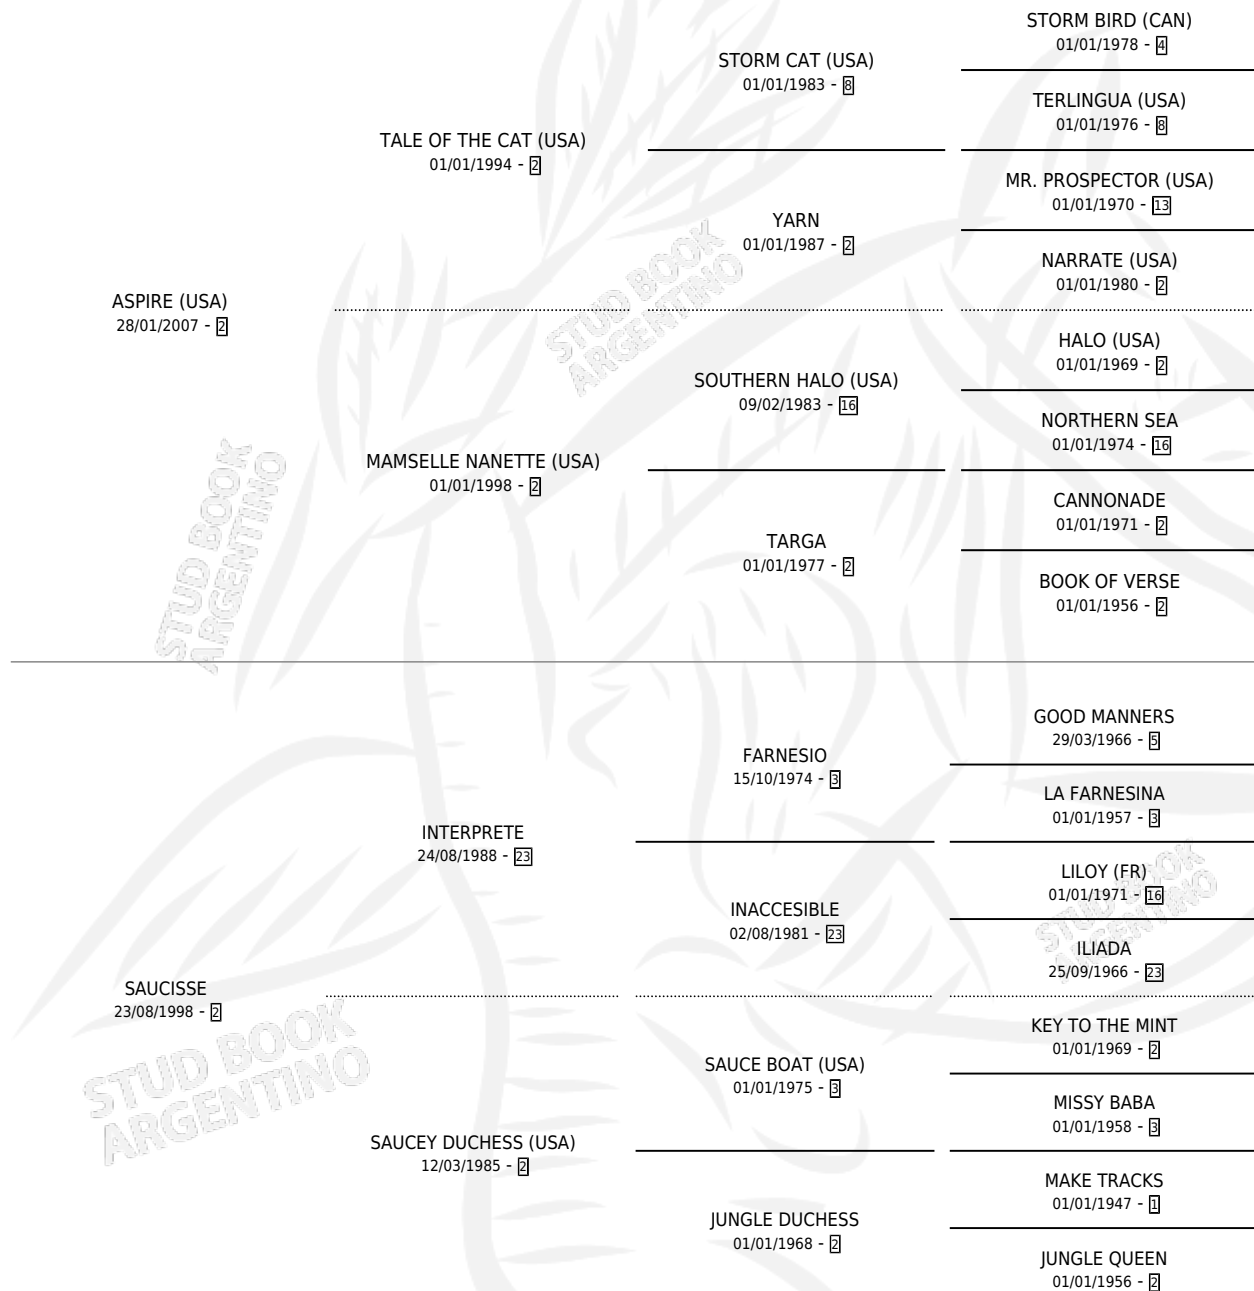 STORM BIRD (CAN)
01/01/1978 - 4
STORM CAT (USA)
01/01/1983 - 8
TERLINGUA (USA)
01/01/1976 - 8
TALE OF THE CAT (USA)
01/01/1994 - 2
MR. PROSPECTOR (USA)
01/01/1970 - 13
YARN
01/01/1987 - 2
NARRATE (USA)
01/01/1980 - 2
ASPIRE (USA)
28/01/2007 - 2
HALO (USA)
01/01/1969 - 2
SOUTHERN HALO (USA)
09/02/1983 - 16
NORTHERN SEA
01/01/1974 - 16
MAMSELLE NANETTE (USA)
01/01/1998 - 2
CANNONADE
01/01/1971 - 2
TARGA
01/01/1977 - 2
BOOK OF VERSE
01/01/1956 - 2
STUD BOOK
ARGENTINO
STUD BOOK
ARGENTINO
GOOD MANNERS
29/03/1966 - 5
FARNESIO
15/10/1974 - 3
LA FARNESINA
01/01/1957 - 3
INTERPRETE
24/08/1988 - 23
LILOY (FR)
01/01/1971 - 16
INACCESIBLE
02/08/1981 - 23
ILIADA
25/09/1966 - 23
STUD BOOK
ARGENTINO
SAUCISSE
23/08/1998 - 2
KEY TO THE MINT
01/01/1969 - 2
SAUCE BOAT (USA)
01/01/1975 - 3
MISSY BABA
01/01/1958 - 3
SAUCEY DUCHESS (USA)
12/03/1985 - 2
MAKE TRACKS
01/01/1947 - 1
JUNGLE DUCHESS
01/01/1968 - 2
JUNGLE QUEEN
01/01/1956 - 2
STUD BOOK
ARGENTINO